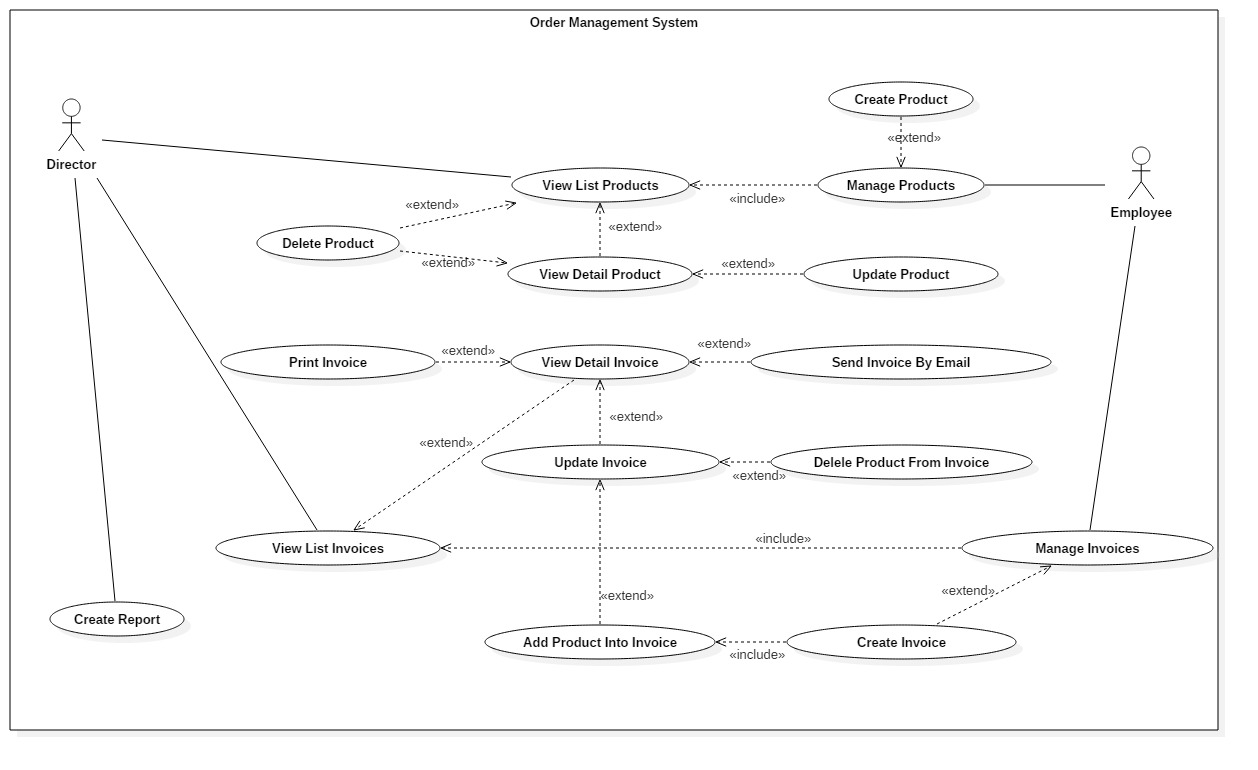 Order Management System
Create Product
«extend»
Director
View List Products
«include»
Manage Products
Employee
«extend»
«extend»
Delete Product
«extend»
View Detail Product
«extend»
Update Product
Print Invoice
«extend»
View Detail Invoice
«extend»
Send Invoice By Email
«extend»
«extend»
Update Invoice
«extend»
Delele Product From Invoice
View List Invoices
«include»
Manage Invoices
«extend»
«extend»
Create Report
Add Product Into Invoice
«include»
Create Invoice